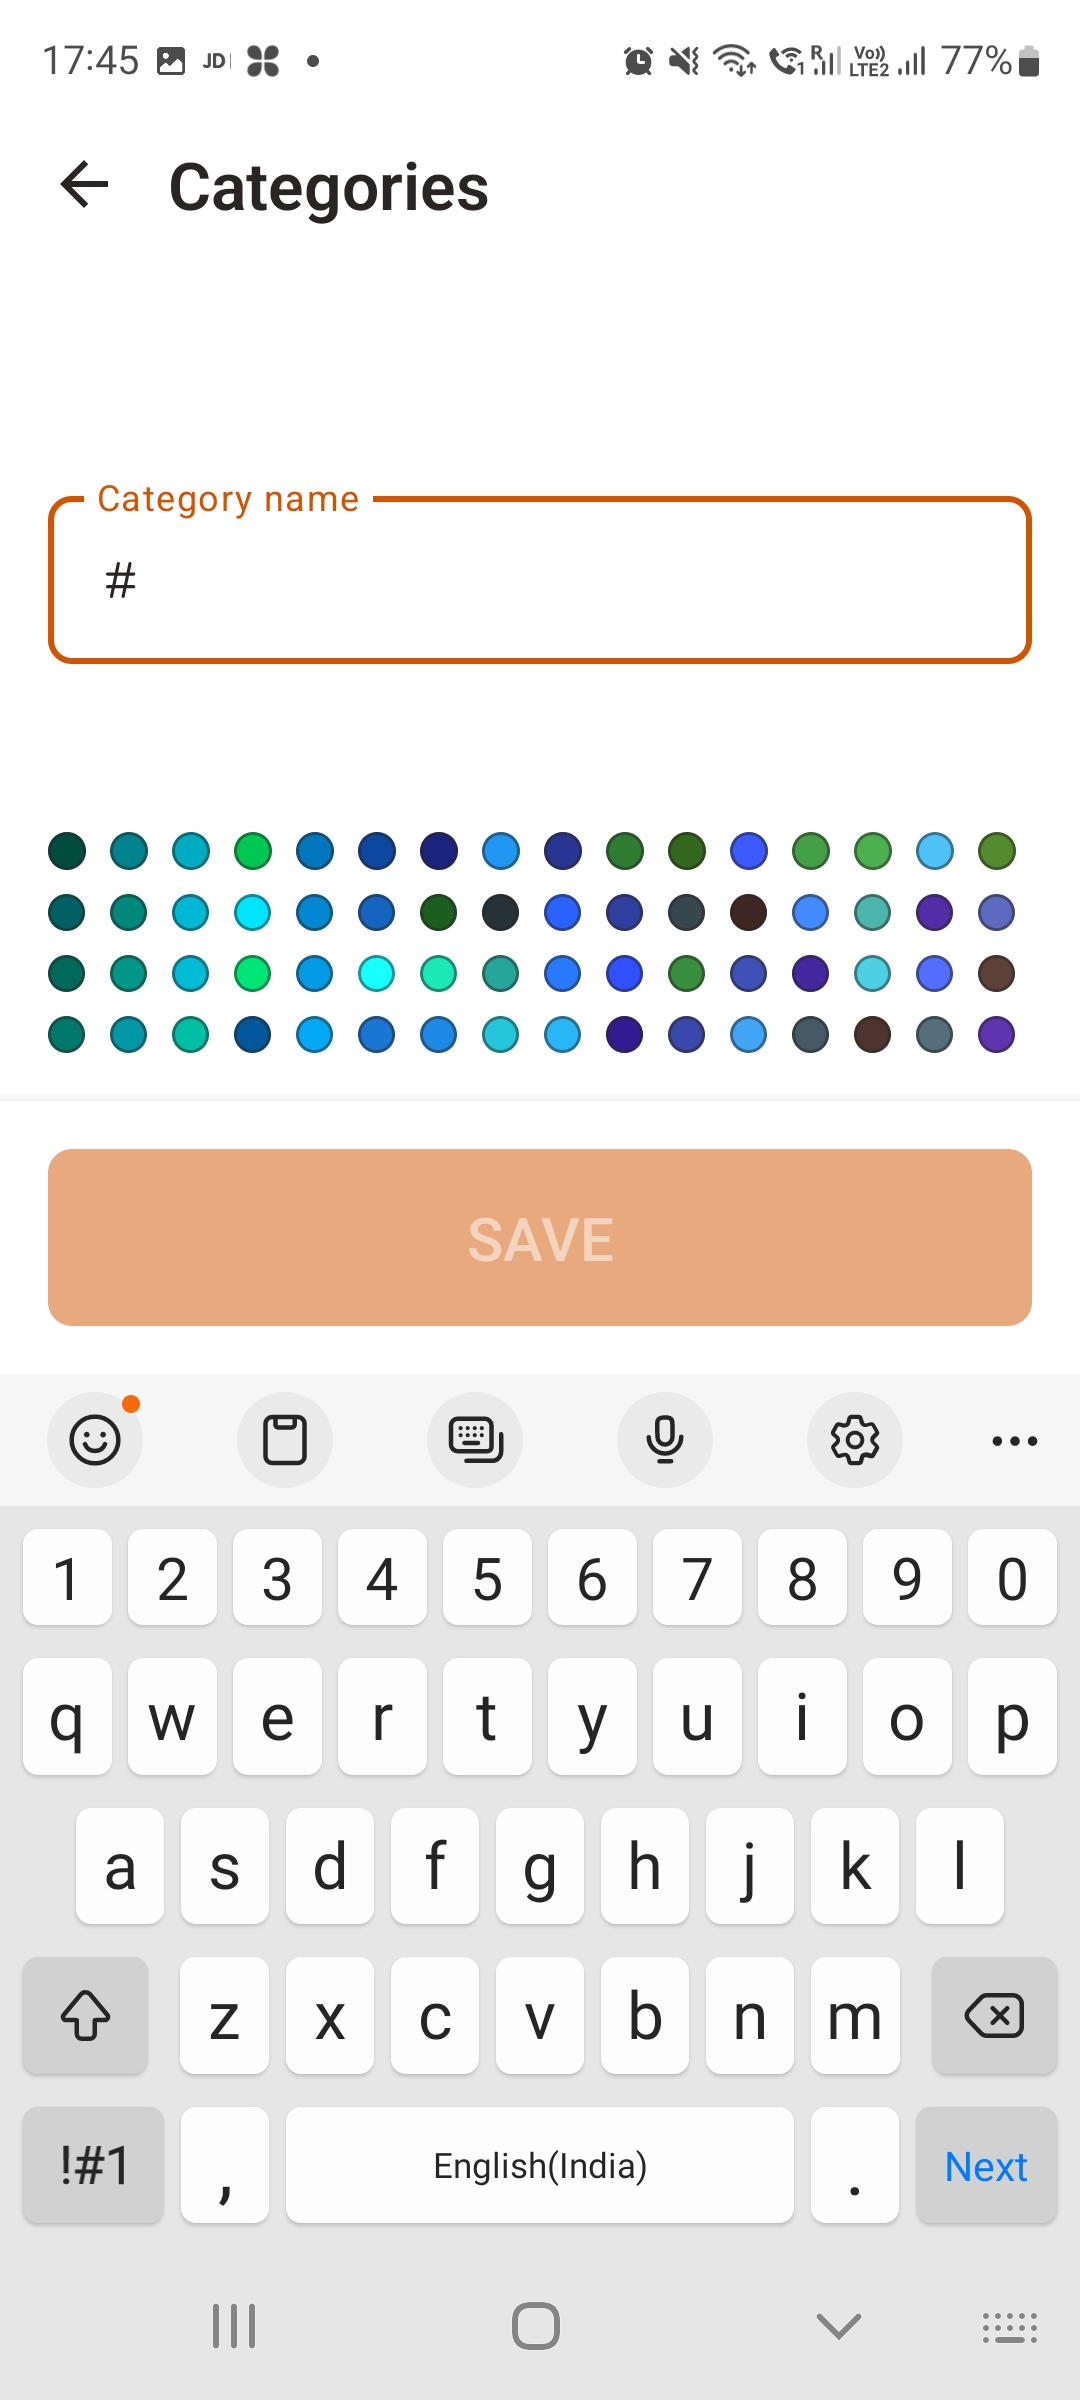 17:45 JD R Vo)) LTE2 77%
Categories
Category name
#
SAVE
1 2 3 4 5 6 7 8 9 0
q w e r t y u i o p
a s d f g h j k l
z x c v b n m
!#1 , English(India) . Next